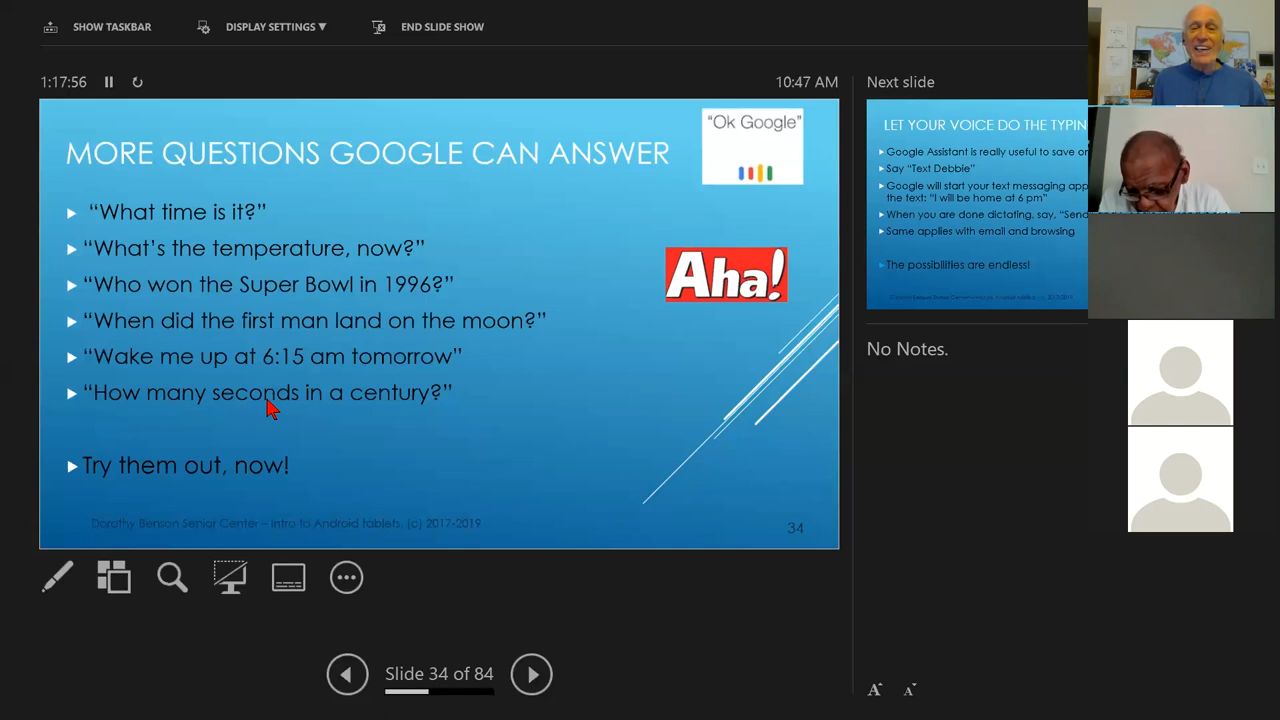 SHOW TASKBAR
DISPLAY SETTINGS ▼
END SLIDE SHOW
1:17:56
10:47 AM
MORE QUESTIONS GOOGLE CAN ANSWER
“Ok Google”
“What time is it?”
“What’s the temperature, now?”
“Who won the Super Bowl in 1996?”
“When did the first man land on the moon?”
“Wake me up at 6:15 am tomorrow”
“How many seconds in a century?”
Try them out, now!
Aha!
Dorothy Benson Senior Center – Intro to Android tablets. (c) 2017-2019
34
Next slide
LET YOUR VOICE DO THE TYPIN
Google Assistant is really useful to save on
Say “Text Debbie”
Google will start your text messaging app
the text: “I will be home at 6 pm”
When you are done dictating, say, “Send
Same applies with email and browsing
The possibilities are endless!
No Notes.
Slide 34 of 84
A
A